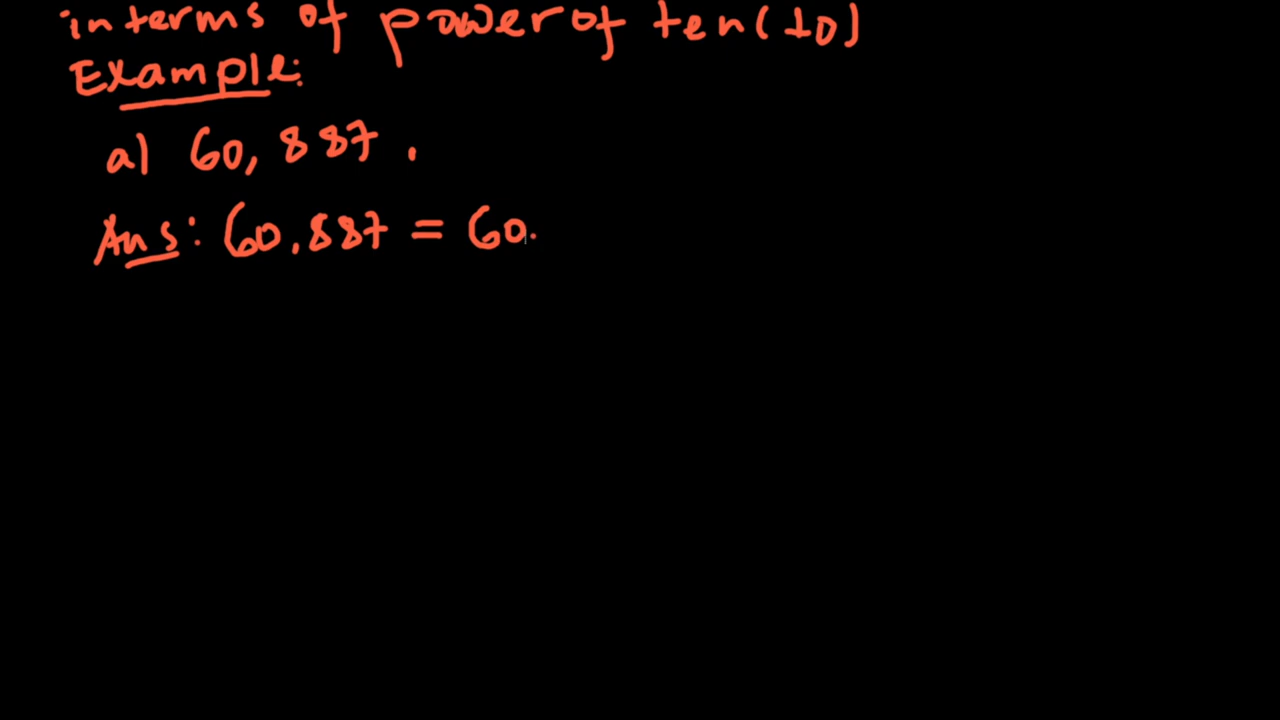 interms of power of ten(10)
Example:
a) 60,887.
Ans: 60.887 = 60.